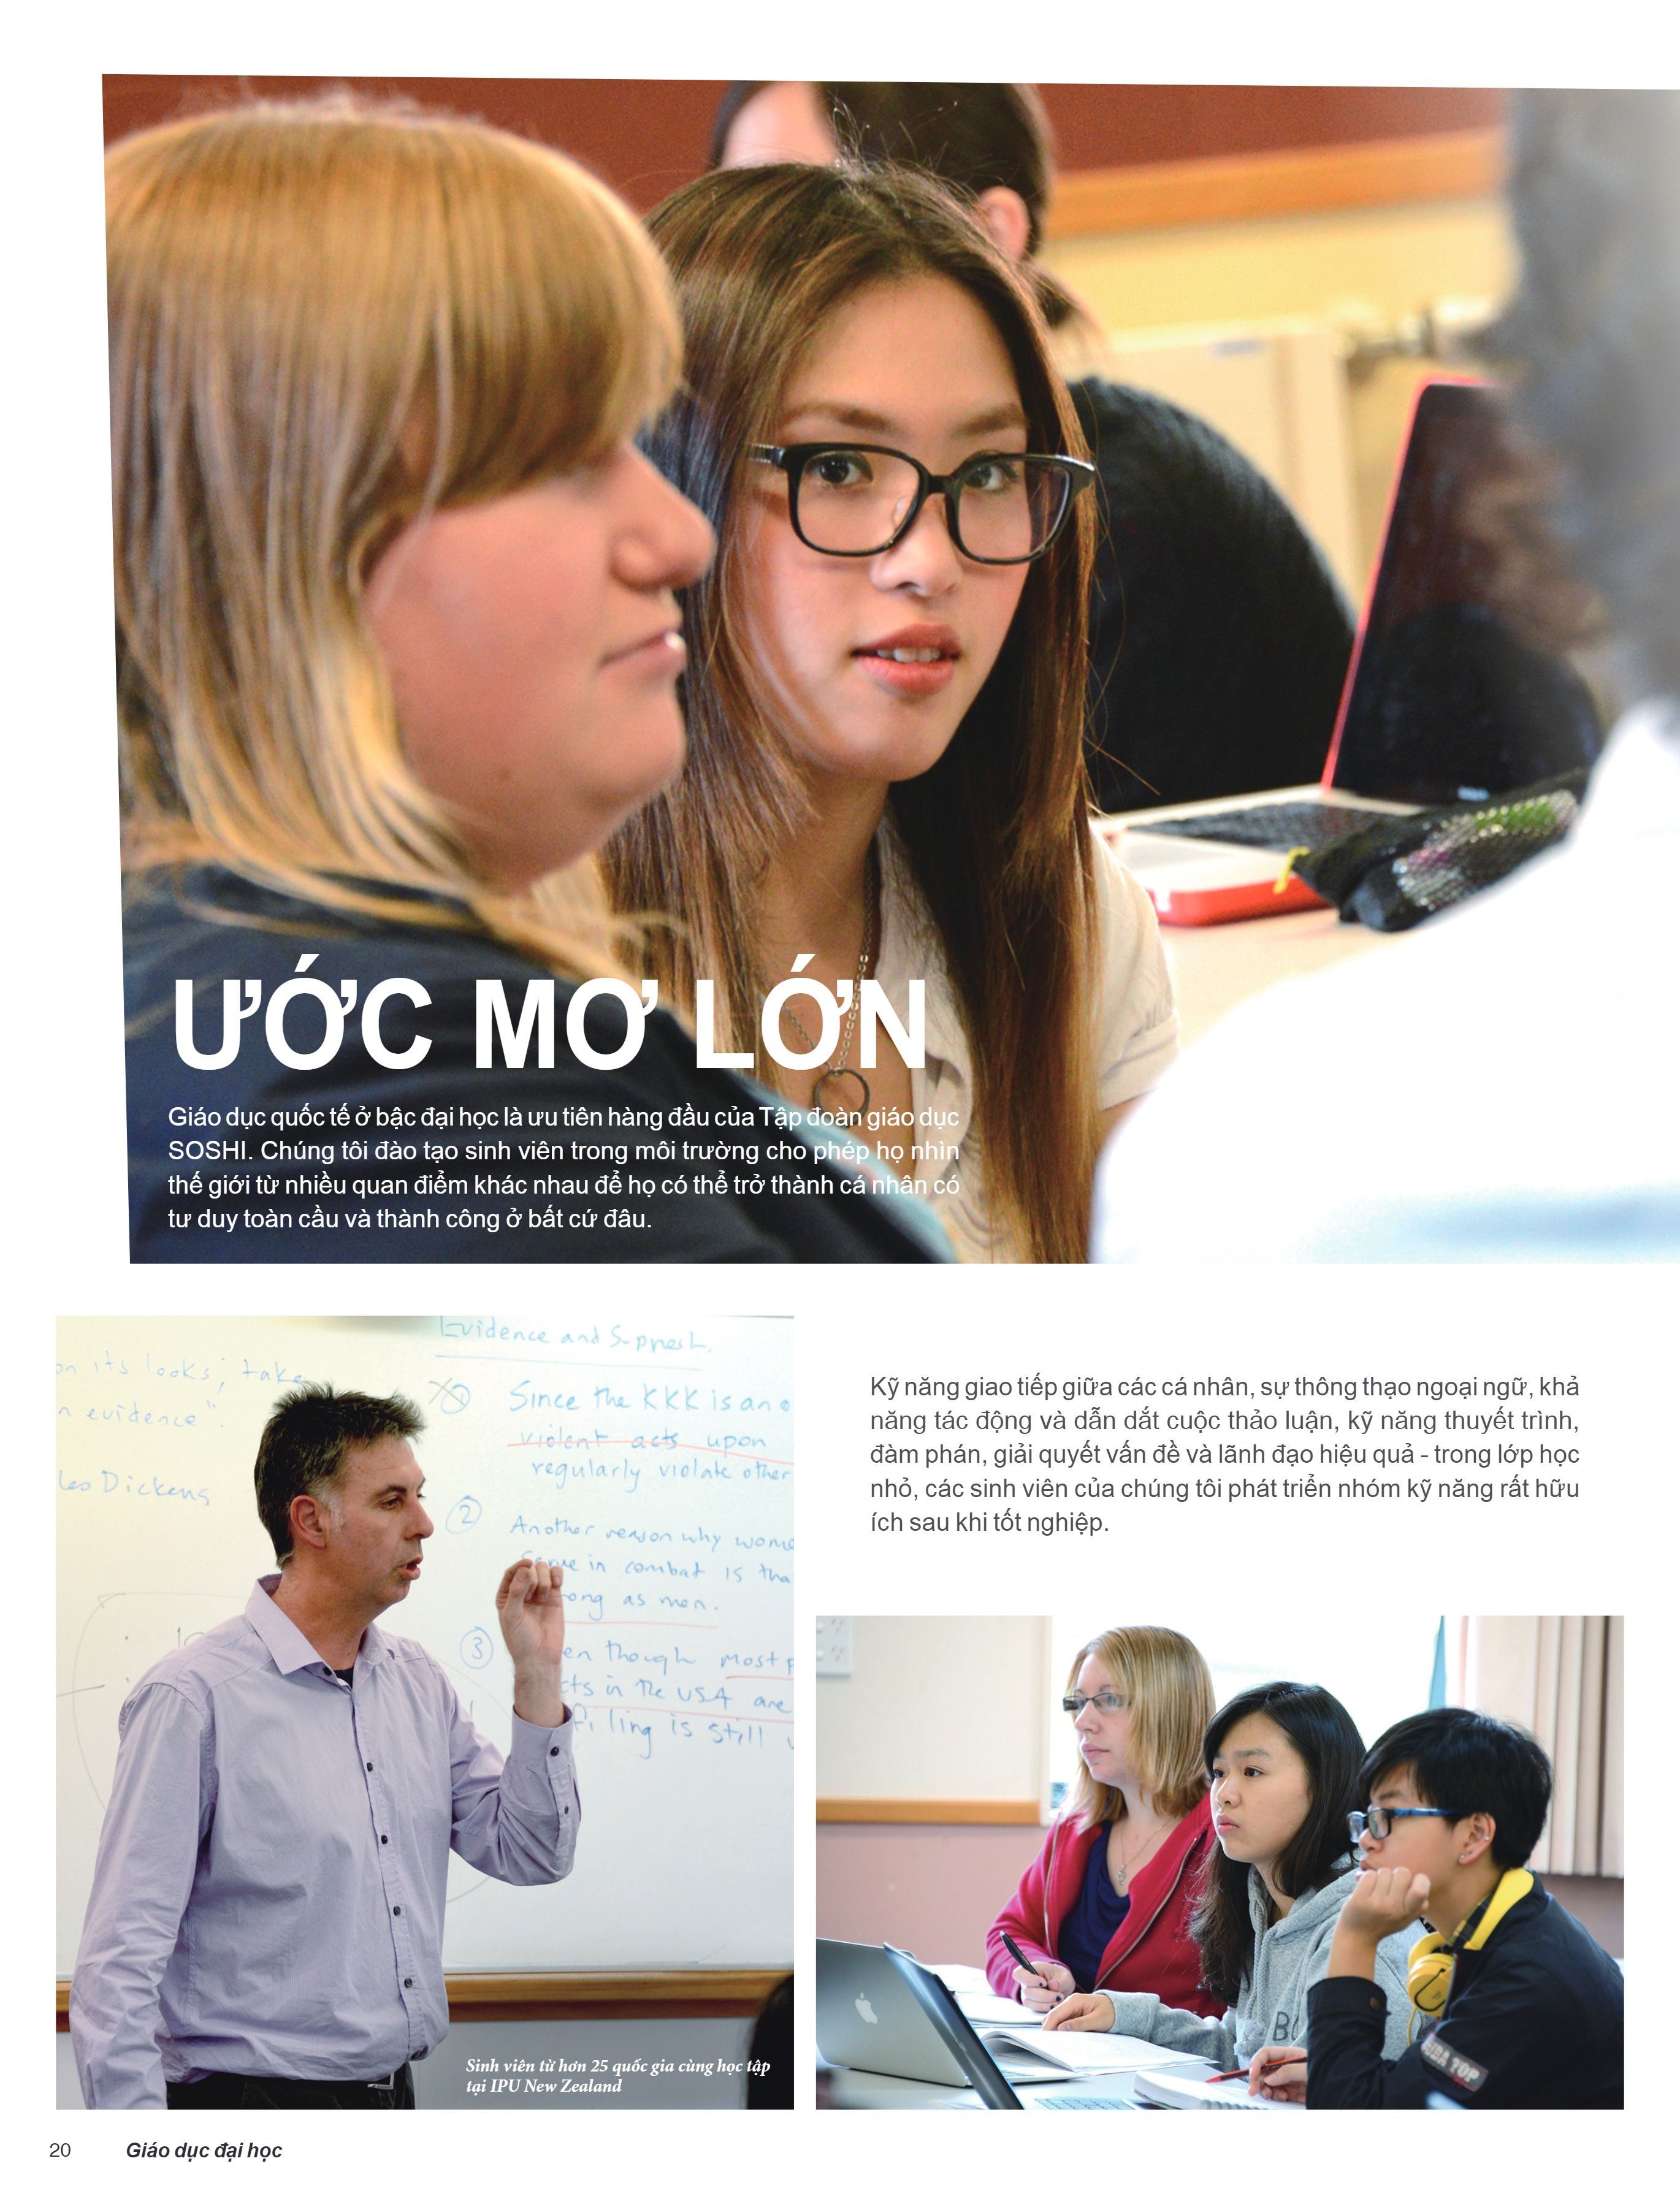 ƯỚC MƠ LỚN
Giáo dục quốc tế ở bậc đại học là ưu tiên hàng đầu của Tập đoàn giáo dục
SOSHI. Chúng tôi đào tạo sinh viên trong môi trường cho phép họ nhìn
thế giới từ nhiều quan điểm khác nhau để họ có thể trở thành cá nhân có
tư duy toàn cầu và thành công ở bất cứ đâu.
on its looks; take
evidence".
Dickens
Evidence and
Since the KKK is an
violent acts upon
regularly violate other
2
Another reason why
in combat is
as men.
3
though most
in the USA are
ling is still
Kỹ năng giao tiếp giữa các cá nhân, sự thông thạo ngoại ngữ, khả
năng tác động và dẫn dắt cuộc thảo luận, kỹ năng thuyết trình,
đàm phán, giải quyết vấn đề và lãnh đạo hiệu quả - trong lớp học
nhỏ, các sinh viên của chúng tôi phát triển nhóm kỹ năng rất hữu
ích sau khi tốt nghiệp.
Sinh viên từ hơn 25 quốc gia cùng học tập
tại IPU New Zealand
TOP
20 Giáo dục đại học